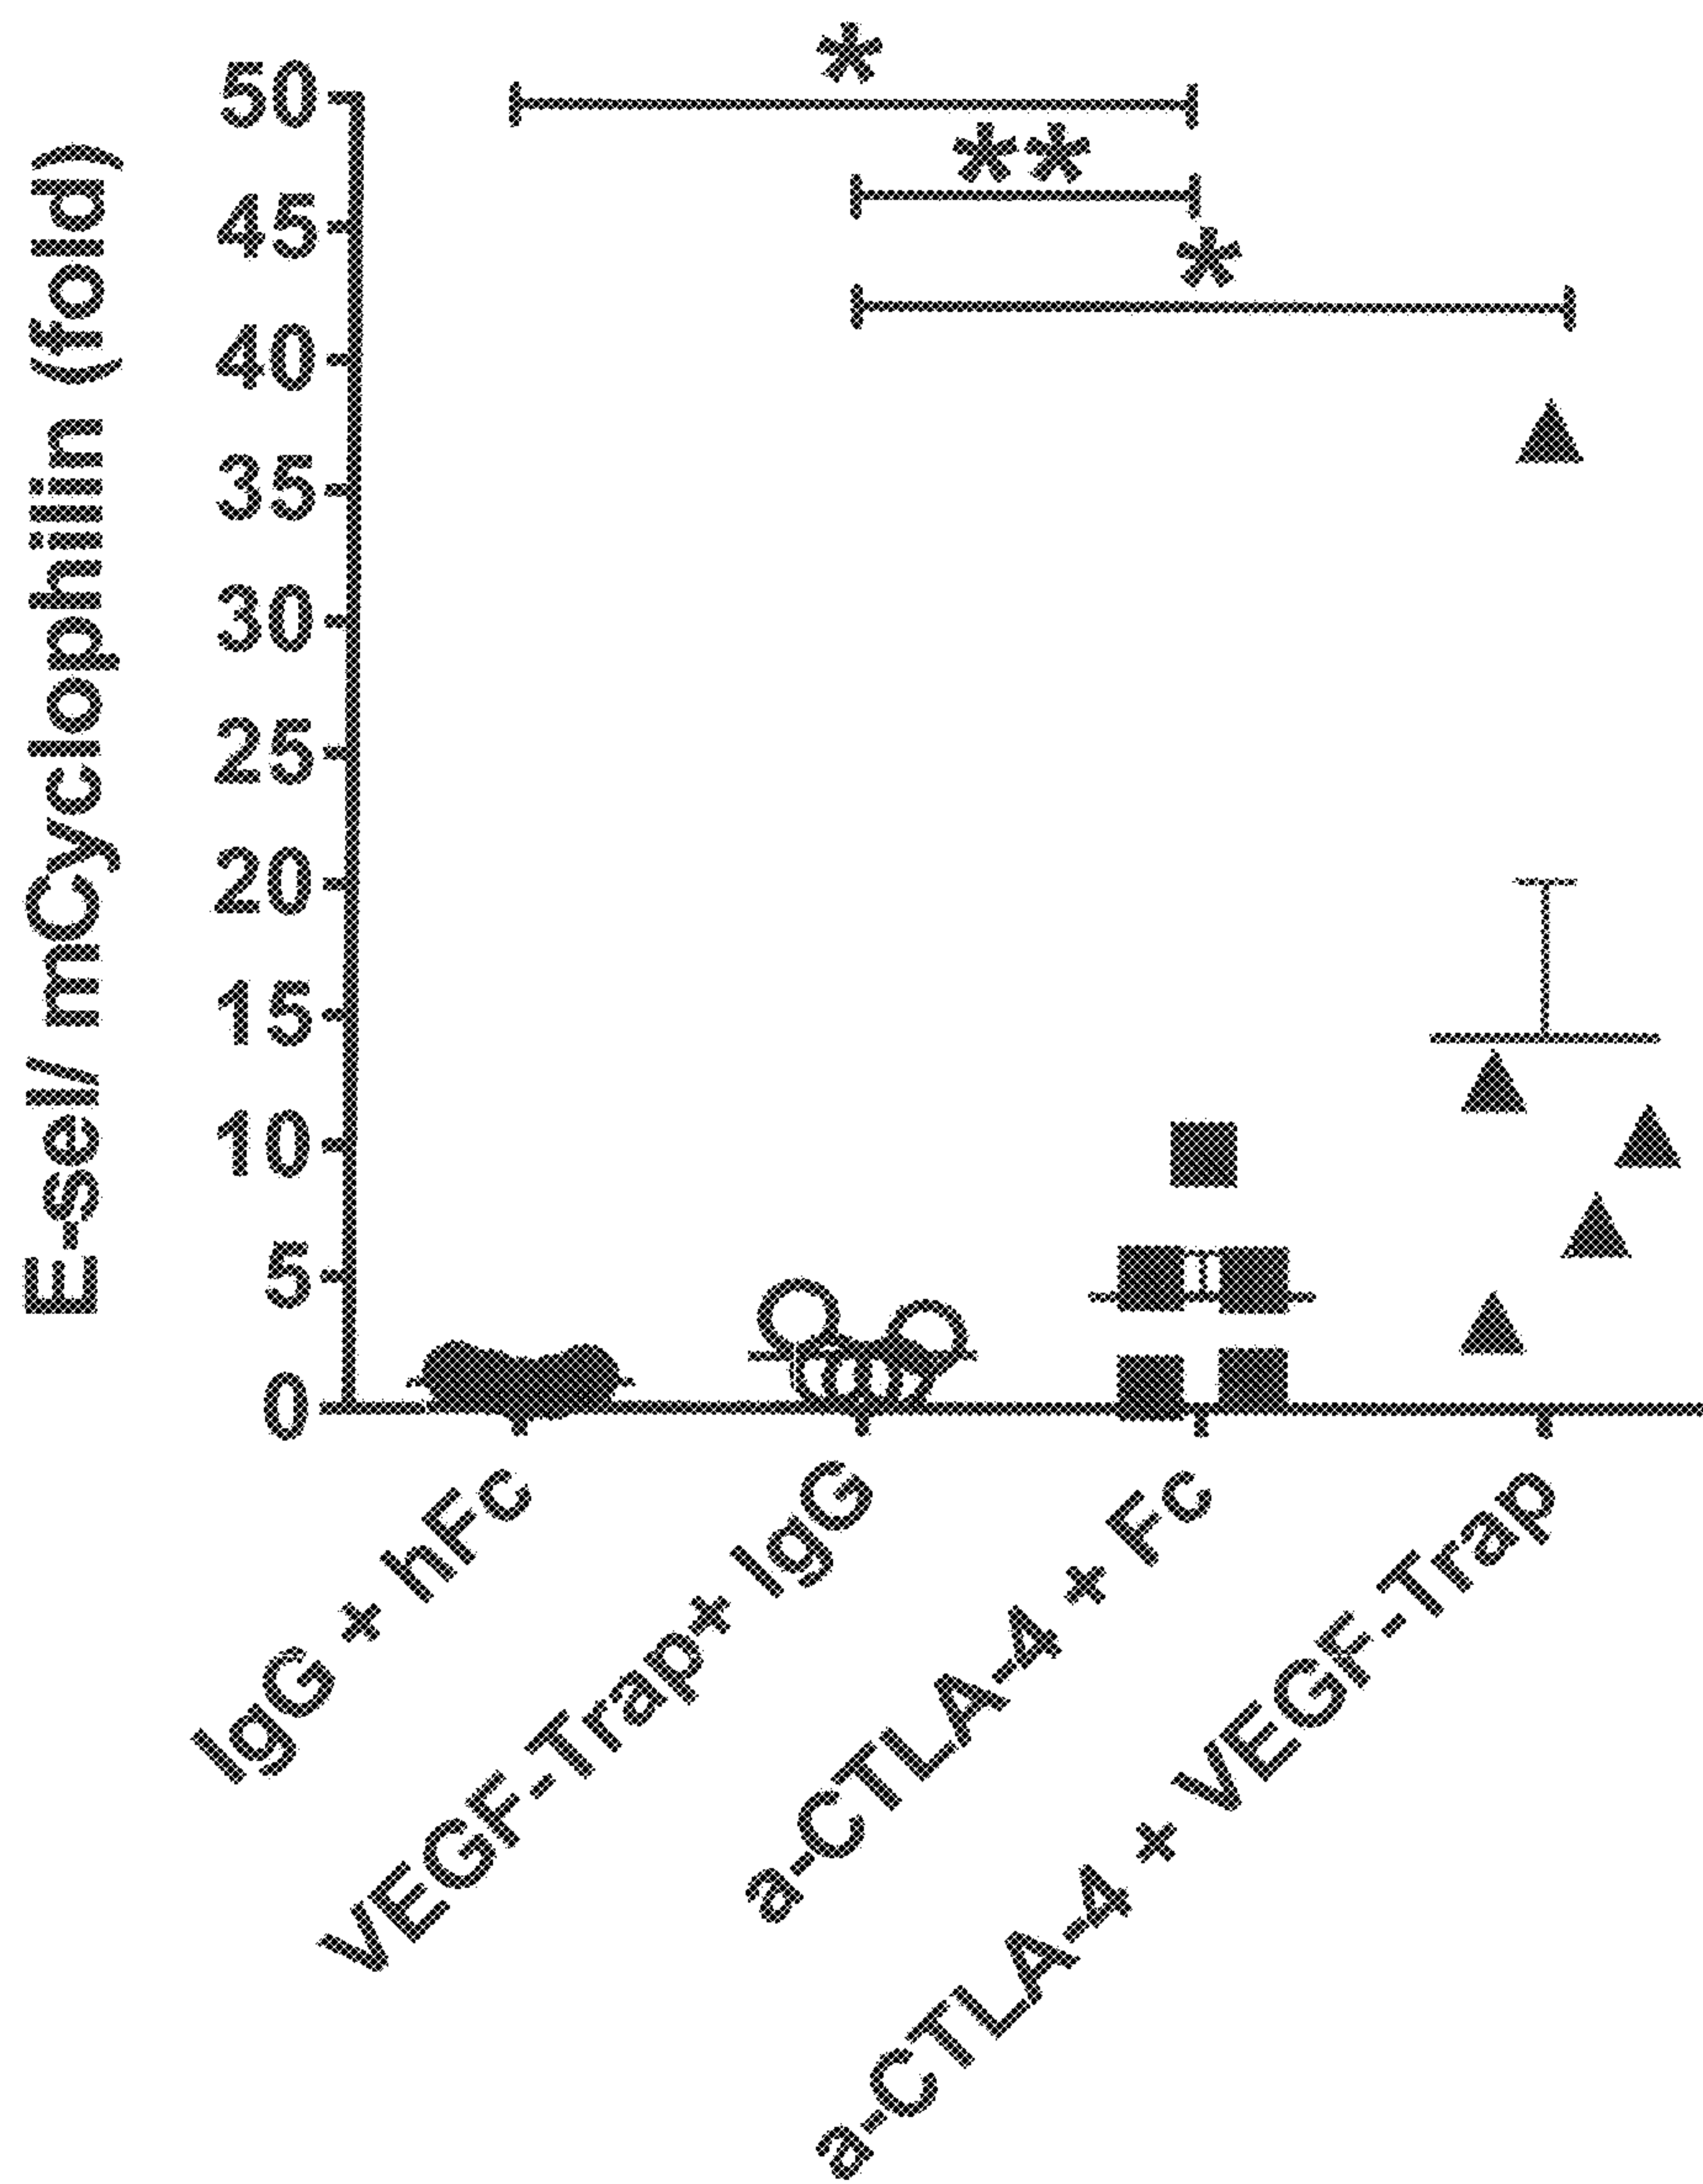 E-sel/ mCyclophilin (fold)
50
45
40
35
30
25
20
15
10
5
0
*
**
*
IgG + hFc
VEGF-Trap+ IgG
a-CTLA-4 + Fc
a-CTLA-4 + VEGF-Trap